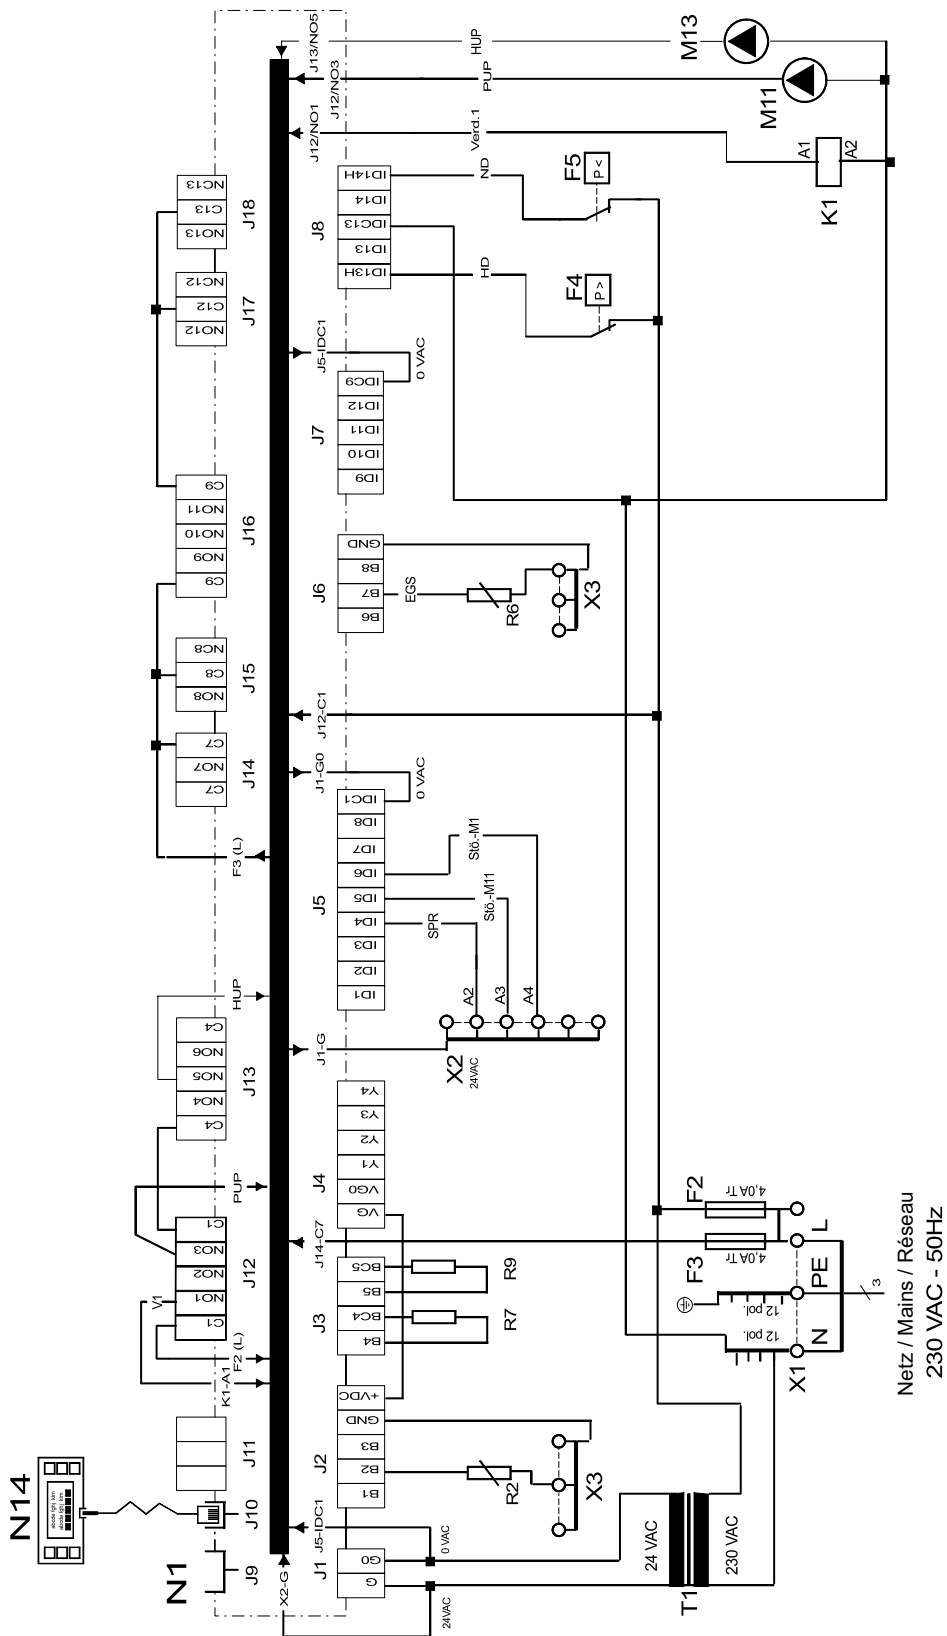 N14
abcde fghj klm
abcde fghj klm
N1
J9
J10
J11
J12
C1
NO1
NO2
NO3
C1
V1
K1-A1
F2 (L)
PUP
J13
C4
NO4
NO5
NO6
C4
HUP
F3 (L)
J14
C7
NO7
C7
J15
NO8
C8
NC8
J16
C9
NO9
NO10
NO11
C9
J17
NO12
C12
NC12
J18
NO13
C13
NC13
X2-G
J5-IDC1
J14-C7
J1-G
J1-G0
J12-C1
J5-IDC1
J12/NO1
J12/NO3
J13/NO5
J1
G
G0
24VAC
0 VAC
J2
B1
B2
B3
GND
+VDC
R2
X3
J3
B4
BC4
B5
BC5
R7
R9
J4
VG
VG0
Y1
Y2
Y3
Y4
X2
24VAC
A2
A3
A4
J5
ID1
ID2
ID3
ID4
ID5
ID6
ID7
ID8
IDC1
SPR
Stö.-M11
Stö.-M1
0 VAC
J6
B6
B7
B8
GND
EGS
R6
X3
J7
ID9
ID10
ID11
ID12
IDC9
0 VAC
J8
ID13H
ID13
IDC13
ID14
ID14H
HD
ND
F4
P >
F5
P <
Verd.1
PUP
HUP
K1
A1
A2
M11
M13
T1
24 VAC
230 VAC
X1
N
PE
L
12 pol.
12 pol.
F3
4,0A Tr
F2
4,0A Tr
3
Netz / Mains / Réseau
230 VAC - 50Hz